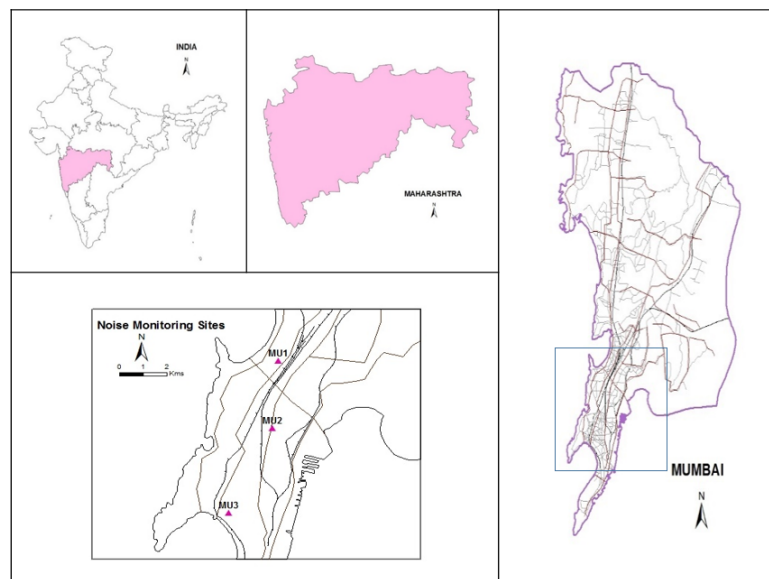 INDIA
N
MAHARASHTRA
N
Noise Monitoring Sites
N
0 1 2
Kms
MU1
MU2
MU3
MUMBAI
N